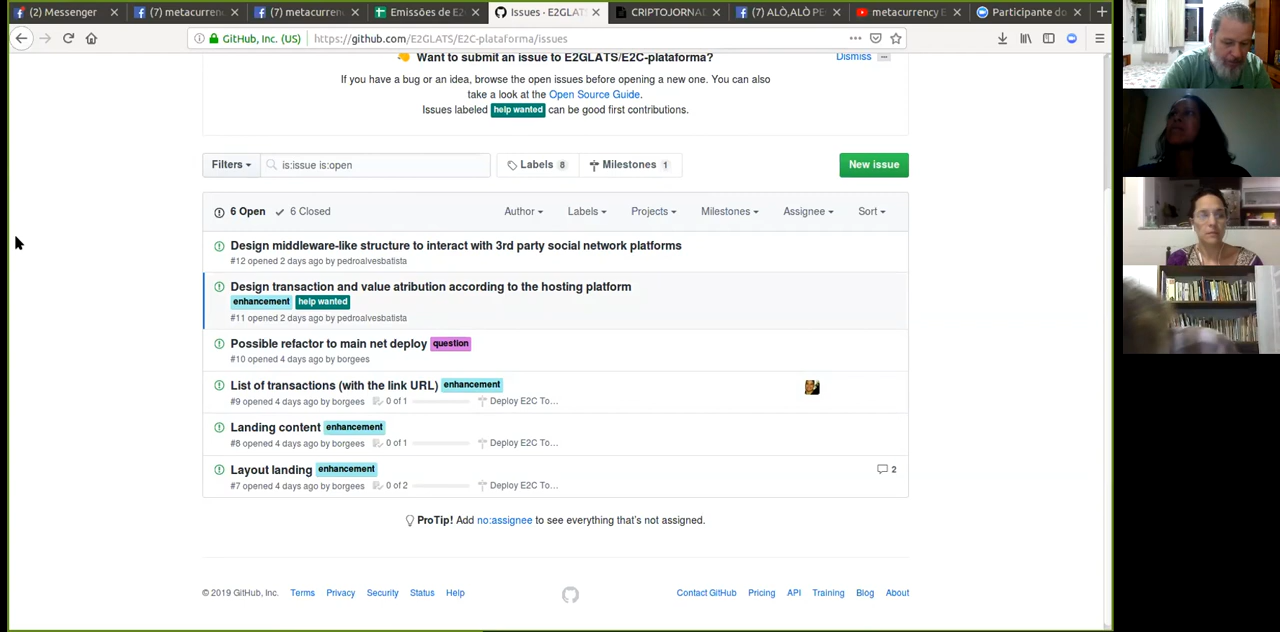 (2) Messenger
(7) metacurren
(7) metacurren
Emissões de E2
Issues · E2GLATS
CRIPTOJORNA
(7) ALÒ,ALÒ PE
metacurrency E
Participante do
GitHub, Inc. (US)
https://github.com/E2GLATS/E2C-plataforma/issues
Want to submit an issue to E2GLATS/E2C-plataforma?
Dismiss
If you have a bug or an idea, browse the open issues before opening a new one. You can also
take a look at the Open Source Guide.
Issues labeled help wanted can be good first contributions.
Filters
is:issue is:open
Labels 8
Milestones 1
New issue
6 Open
6 Closed
Author
Labels
Projects
Milestones
Assignee
Sort
Design middleware-like structure to interact with 3rd party social network platforms
#12 opened 2 days ago by pedroalvesbatista
Design transaction and value atribution according to the hosting platform
enhancement help wanted
#11 opened 2 days ago by pedroalvesbatista
Possible refactor to main net deploy question
#10 opened 4 days ago by borgees
List of transactions (with the link URL) enhancement
#9 opened 4 days ago by borgees 0 of 1 Deploy E2C To...
Landing content enhancement
#8 opened 4 days ago by borgees 0 of 1 Deploy E2C To...
Layout landing enhancement
2
#7 opened 4 days ago by borgees 0 of 2 Deploy E2C To...
ProTip! Add no:assignee to see everything that's not assigned.
© 2019 GitHub, Inc. Terms Privacy Security Status Help
Contact GitHub Pricing API Training Blog About